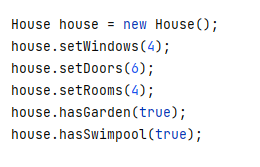 House house = new House();
house.setWindows(4);
house.setDoors(6);
house.setRooms(4);
house.hasGarden(true);
house.hasSwimpool(true);